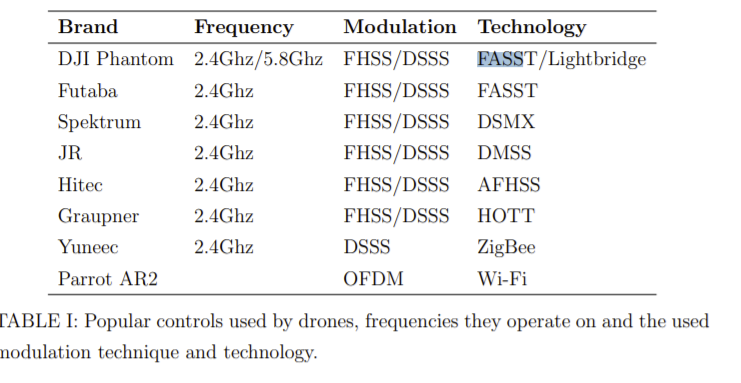 Brand Frequency Modulation Technology
DJI Phantom 2.4Ghz/5.8Ghz FHSS/DSSS FASST/Lightbridge
Futaba 2.4Ghz FHSS/DSSS FASST
Spektrum 2.4Ghz FHSS/DSSS DSMX
JR 2.4Ghz FHSS/DSSS DMSS
Hitec 2.4Ghz FHSS/DSSS AFHSS
Graupner 2.4Ghz FHSS/DSSS HOTT
Yuneec 2.4Ghz DSSS ZigBee
Parrot AR2 OFDM Wi-Fi
TABLE I: Popular controls used by drones, frequencies they operate on and the used
modulation technique and technology.